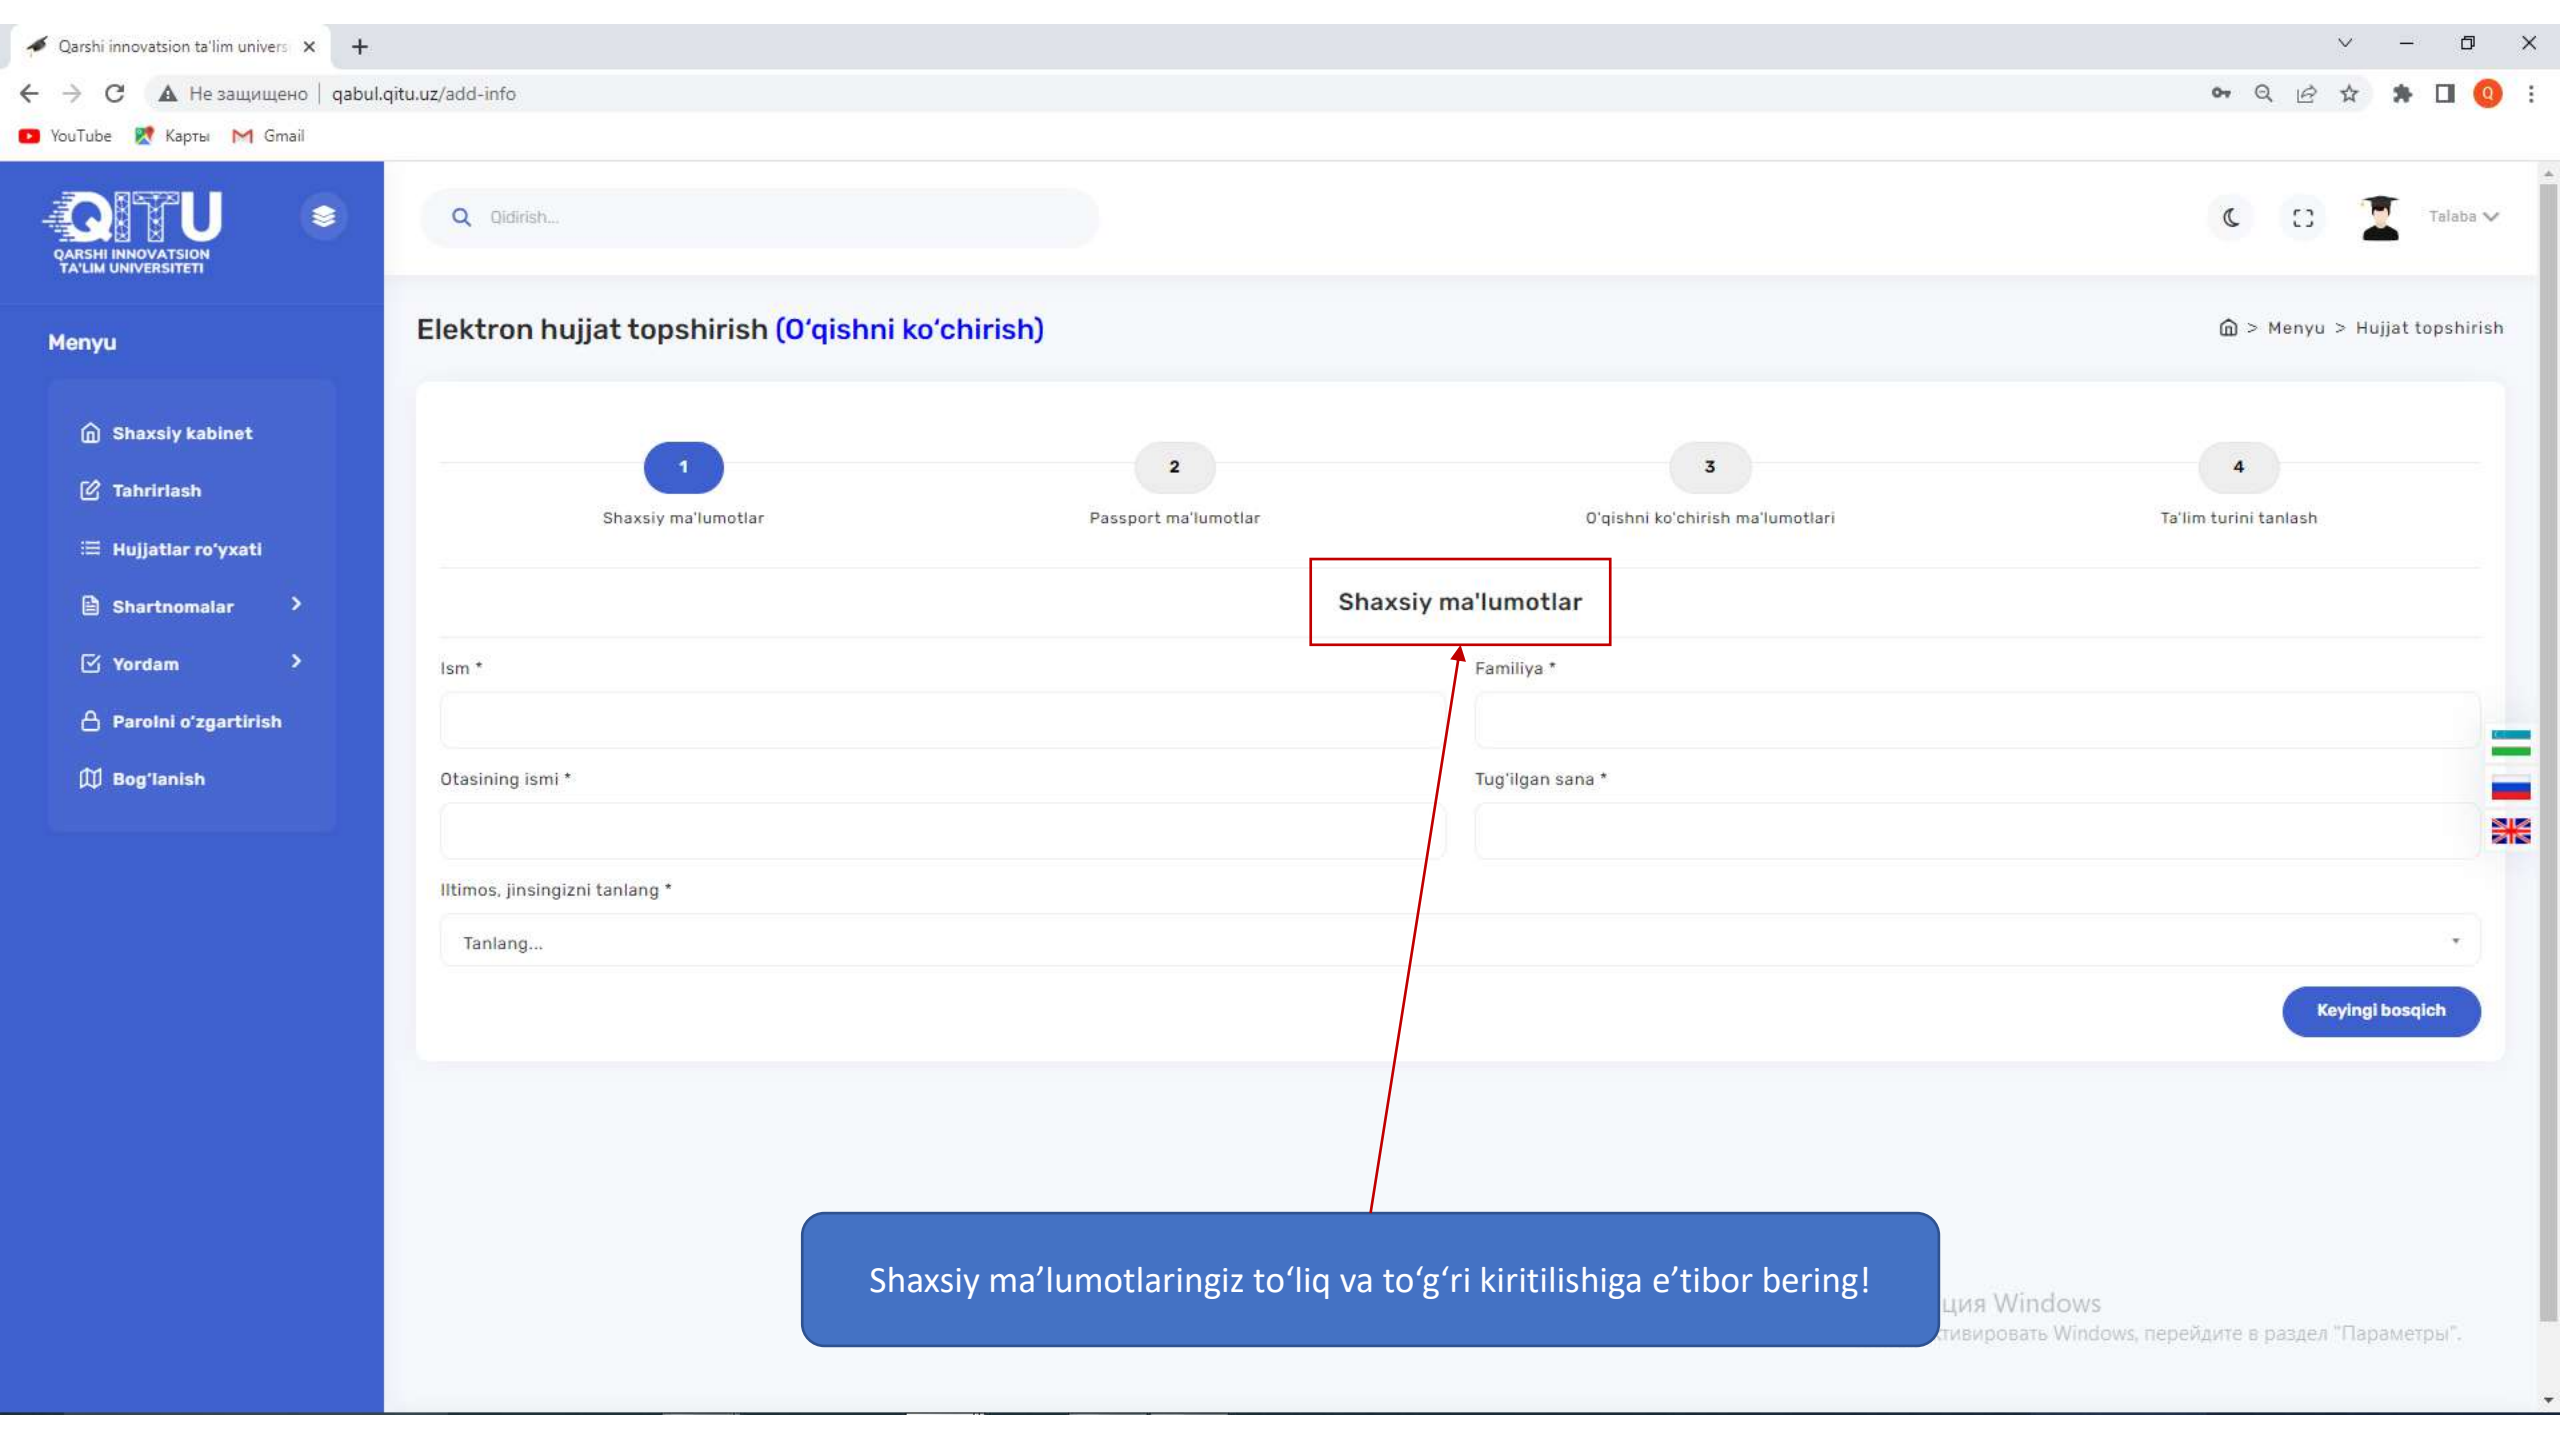 Qarshi innovatsion ta'lim univers
Не защищено | qabul.qitu.uz/add-info
Q
YouTube Карты Gmail
QITU
QARSHI INNOVATSION
TA'LIM UNIVERSITETI
Qidirish...
Talaba
Menyu
Shaxsiy kabinet
Tahrirlash
Hujjatlar ro'yxati
Shartnomalar
Yordam
Parolni o'zgartirish
Bog'lanish
Elektron hujjat topshirish (O‘qishni ko‘chirish)
> Menyu > Hujjat topshirish
1 2 3 4
Shaxsiy ma'lumotlar Passport ma'lumotlar O'qishni ko'chirish ma'lumotlari Ta'lim turini tanlash
Shaxsiy ma'lumotlar
Ism * Familiya *
Otasining ismi * Tug'ilgan sana *
Iltimos, jinsingizni tanlang *
Tanlang...
Keyingi bosqich
Shaxsiy ma’lumotlaringiz to‘liq va to‘g‘ri kiritilishiga e’tibor bering!
ция Windows
тивировать Windows, перейдите в раздел "Параметры".